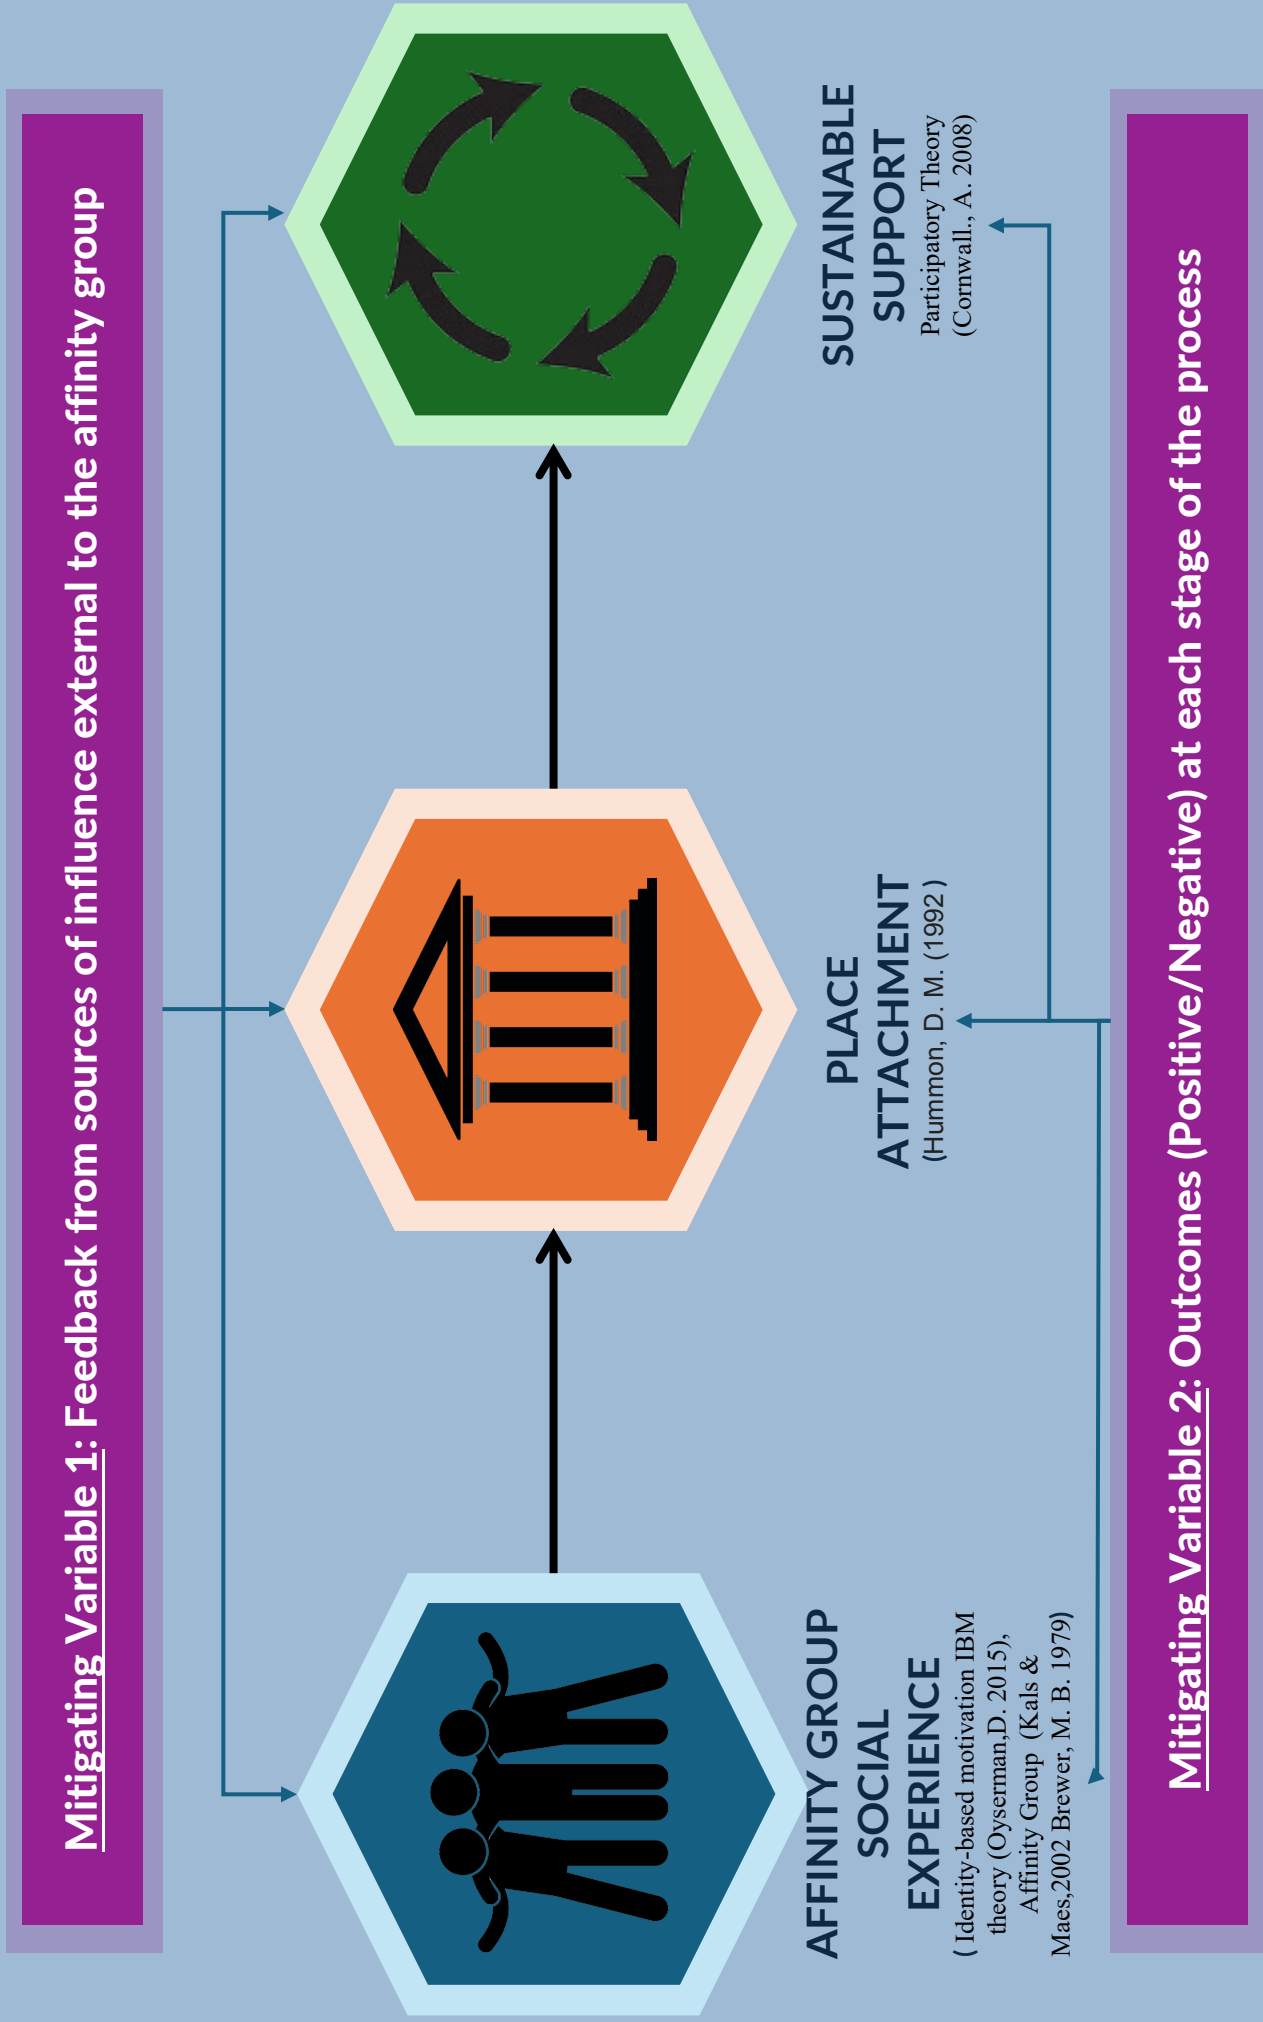 Mitigating Variable 1: Feedback from sources of influence external to the affinity group
AFFINITY GROUP
SOCIAL
EXPERIENCE
( Identity-based motivation IBM
theory (Oyserman,D. 2015),
Affinity Group (Kals &
Maes,2002 Brewer, M. B. 1979)
PLACE
ATTACHMENT
(Hummon, D. M. (1992 )
SUSTAINABLE
SUPPORT
Participatory Theory
(Cornwall., A. 2008)
Mitigating Variable 2: Outcomes (Positive/Negative) at each stage of the process